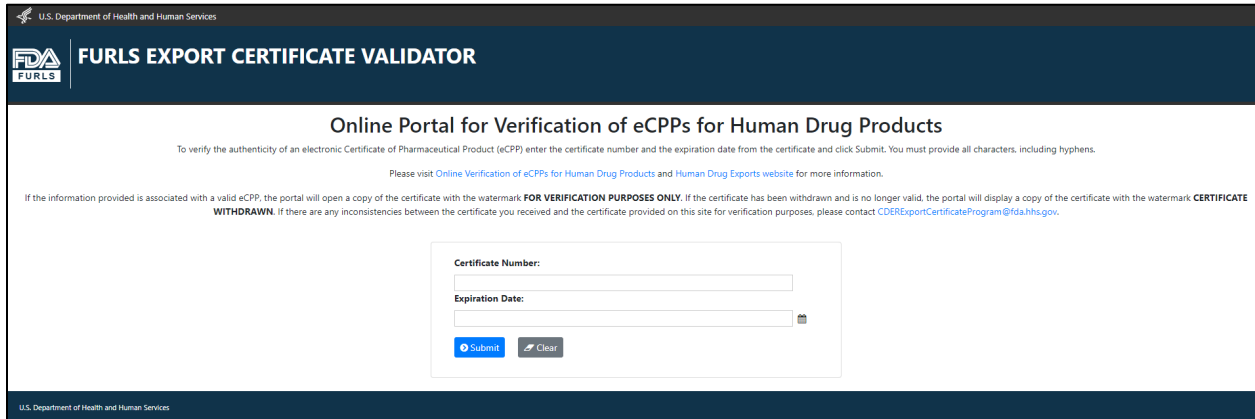 U.S. Department of Health and Human Services
FDA
FURLS
FURLS EXPORT CERTIFICATE VALIDATOR
Online Portal for Verification of eCPPs for Human Drug Products
To verify the authenticity of an electronic Certificate of Pharmaceutical Product (eCPP) enter the certificate number and the expiration date from the certificate and click Submit. You must provide all characters, including hyphens.
Please visit Online Verification of eCPPs for Human Drug Products and Human Drug Exports website for more information.
If the information provided is associated with a valid eCPP, the portal will open a copy of the certificate with the watermark FOR VERIFICATION PURPOSES ONLY. If the certificate has been withdrawn and is no longer valid, the portal will display a copy of the certificate with the watermark CERTIFICATE
WITHDRAWN. If there are any inconsistencies between the certificate you received and the certificate provided on this site for verification purposes, please contact CDERExportCertificateProgram@fda.hhs.gov.
Certificate Number:
Expiration Date:
Submit
Clear
U.S. Department of Health and Human Services